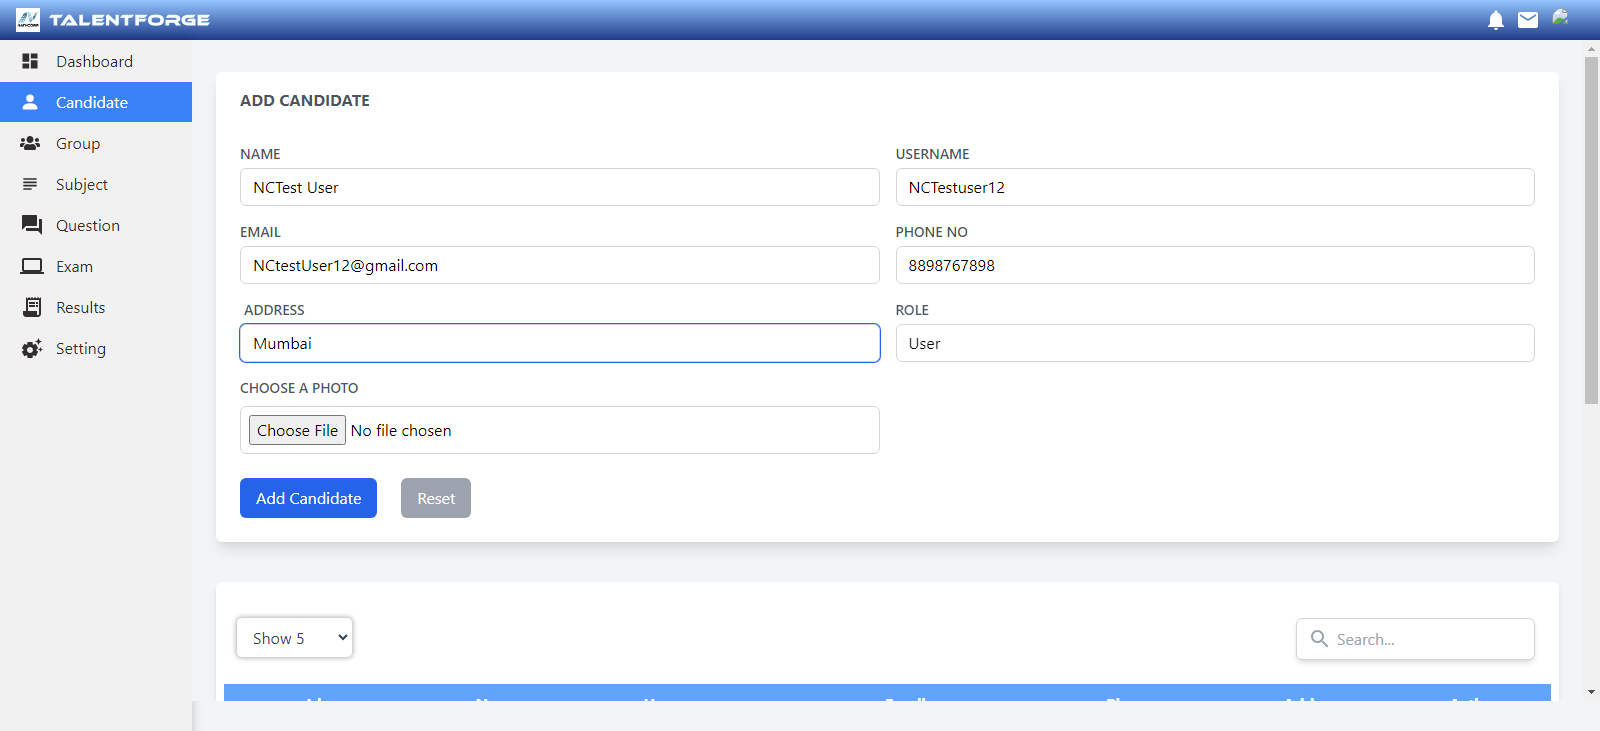 TALENTFORGE
Dashboard
Candidate
Group
Subject
Question
Exam
Results
Setting
ADD CANDIDATE
NAME
USERNAME
NCTest User
NCTestuser12
EMAIL
PHONE NO
NCtestUser12@gmail.com
8898767898
ADDRESS
ROLE
Mumbai
User
CHOOSE A PHOTO
Choose File No file chosen
Add Candidate
Reset
Show 5
Search...